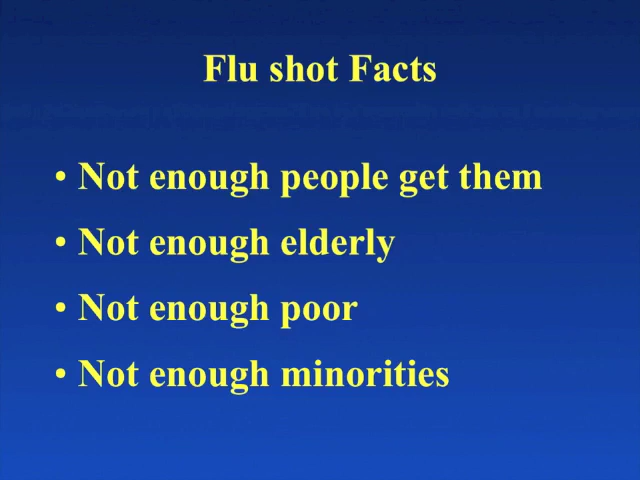 Flu shot Facts
• Not enough people get them
• Not enough elderly
• Not enough poor
• Not enough minorities